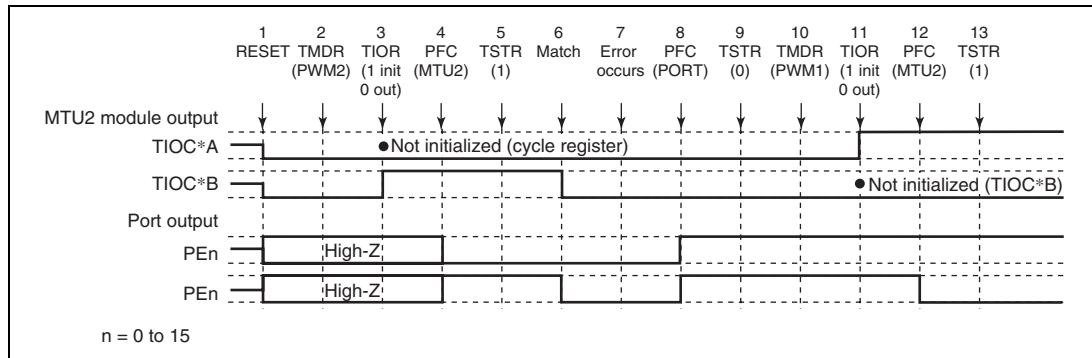 1 2 3 4 5 6 7 8 9 10 11 12 13
RESET TMDR TIOR PFC TSTR Match Error PFC TSTR TMDR TIOR PFC TSTR
(PWM2) (1 init (MTU2) (1) occurs (PORT) (0) (PWM1) (1 init (MTU2) (1)
0 out) 0 out)
MTU2 module output
TIOC*A ●Not initialized (cycle register)
TIOC*B ●Not initialized (TIOC*B)
Port output
PEn High-Z
PEn High-Z
n = 0 to 15